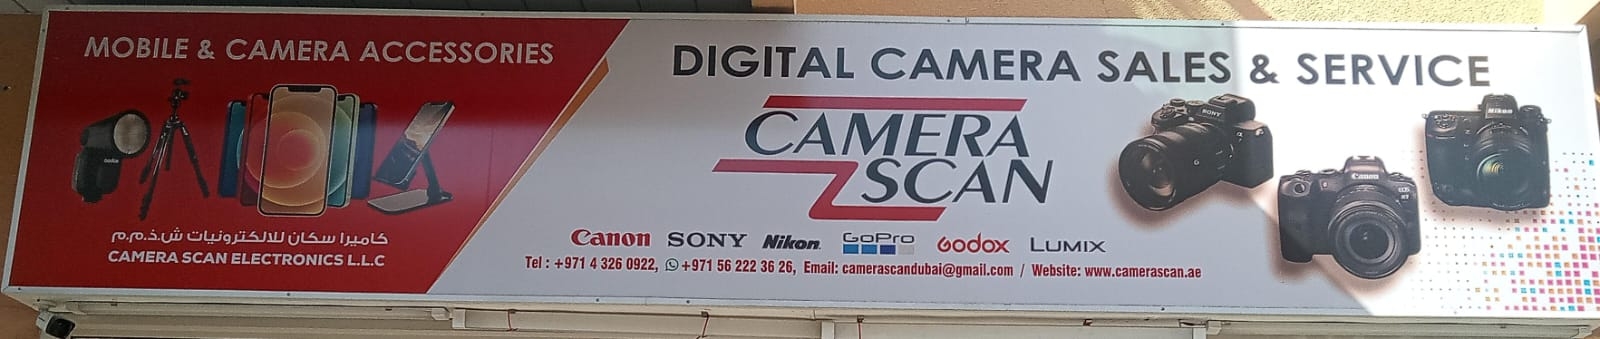 MOBILE & CAMERA ACCESSORIES
Godox
كاميرا سكان للالكترونيات ش.ذ.م.م
CAMERA SCAN ELECTRONICS L.L.C
DIGITAL CAMERA SALES & SERVICE
CAMERA
SCAN
Canon SONY Nikon GoPro Godox LUMIX
Tel : +971 4 326 0922, +971 56 222 36 26, Email: camerascandubai@gmail.com / Website: www.camerascan.ae
SONY
Canon
EOS
Nikon